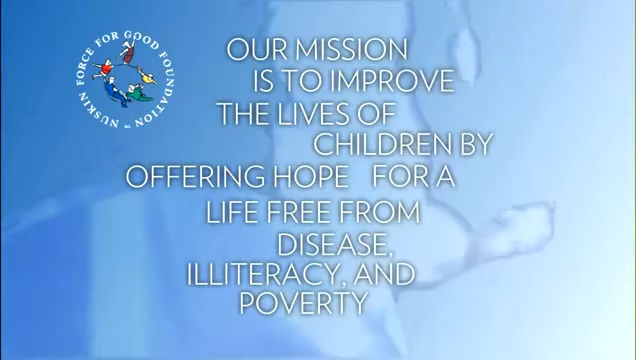 NUSKIN FORCE FOR GOOD FOUNDATION
OUR MISSION
IS TO IMPROVE
THE LIVES OF
CHILDREN BY
OFFERING HOPE FOR A
LIFE FREE FROM
DISEASE,
ILLITERACY, AND
POVERTY